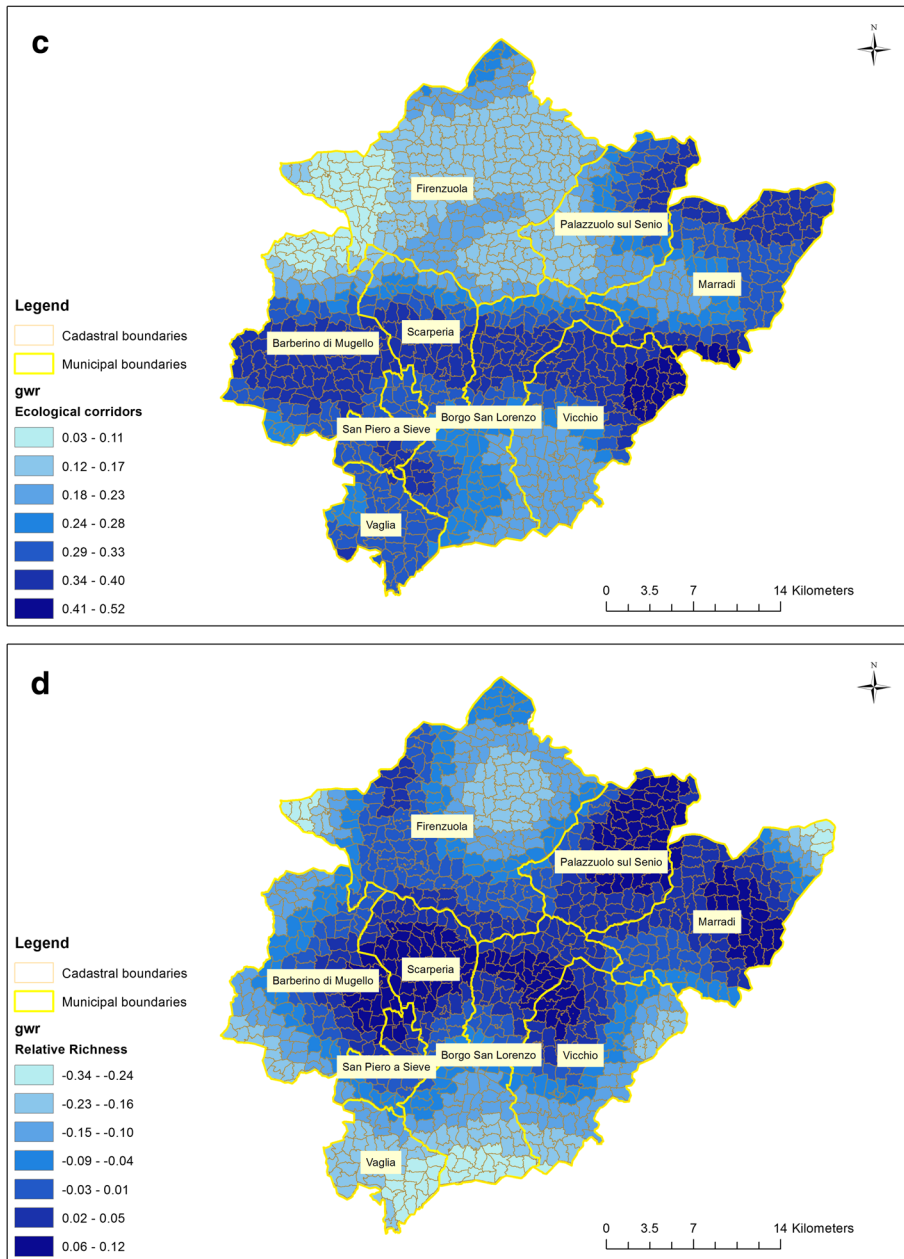 c
N
Firenzuola
Palazzuolo sul Senio
Marradi
Scarperia
Barberino di Mugello
Borgo San Lorenzo
Vicchio
San Piero a Sieve
Vaglia
Legend
Cadastral boundaries
Municipal boundaries
gwr
Ecological corridors
0.03 - 0.11
0.12 - 0.17
0.18 - 0.23
0.24 - 0.28
0.29 - 0.33
0.34 - 0.40
0.41 - 0.52
0 3.5 7 14 Kilometers
d
N
Firenzuola
Palazzuolo sul Senio
Marradi
Scarperia
Barberino di Mugello
Borgo San Lorenzo
Vicchio
San Piero a Sieve
Vaglia
Legend
Cadastral boundaries
Municipal boundaries
gwr
Relative Richness
-0.34 - -0.24
-0.23 - -0.16
-0.15 - -0.10
-0.09 - -0.04
-0.03 - 0.01
0.02 - 0.05
0.06 - 0.12
0 3.5 7 14 Kilometers